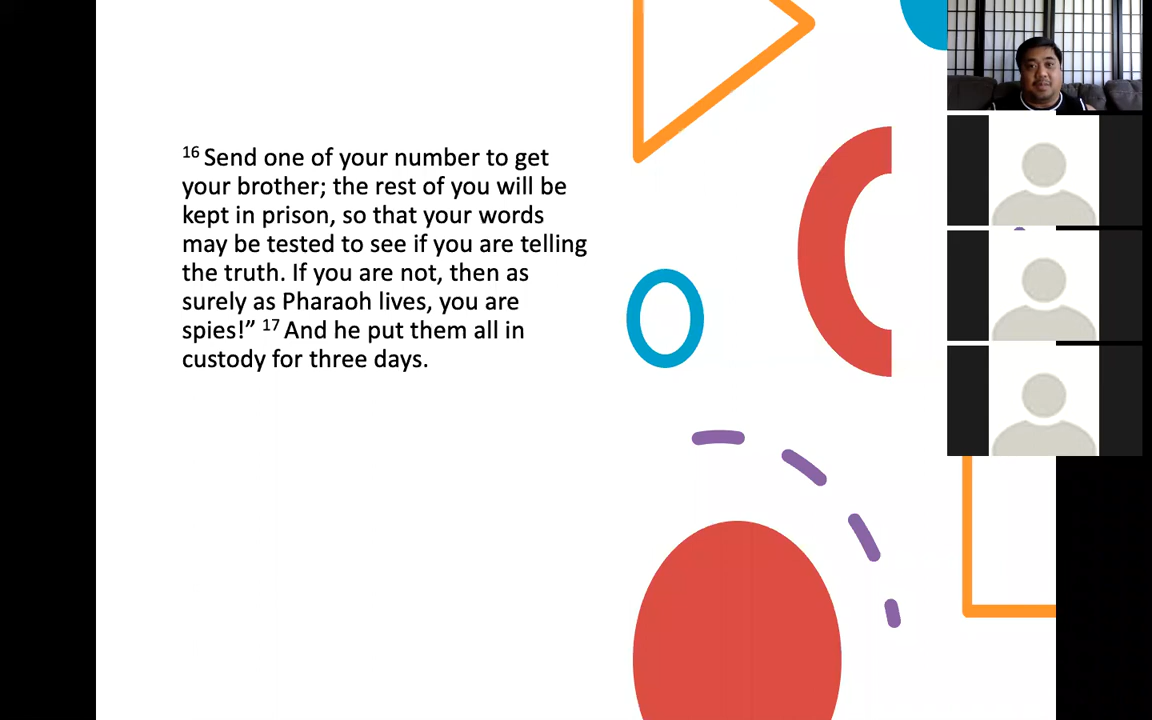 16 Send one of your number to get
your brother; the rest of you will be
kept in prison, so that your words
may be tested to see if you are telling
the truth. If you are not, then as
surely as Pharaoh lives, you are
spies!” 17 And he put them all in
custody for three days.